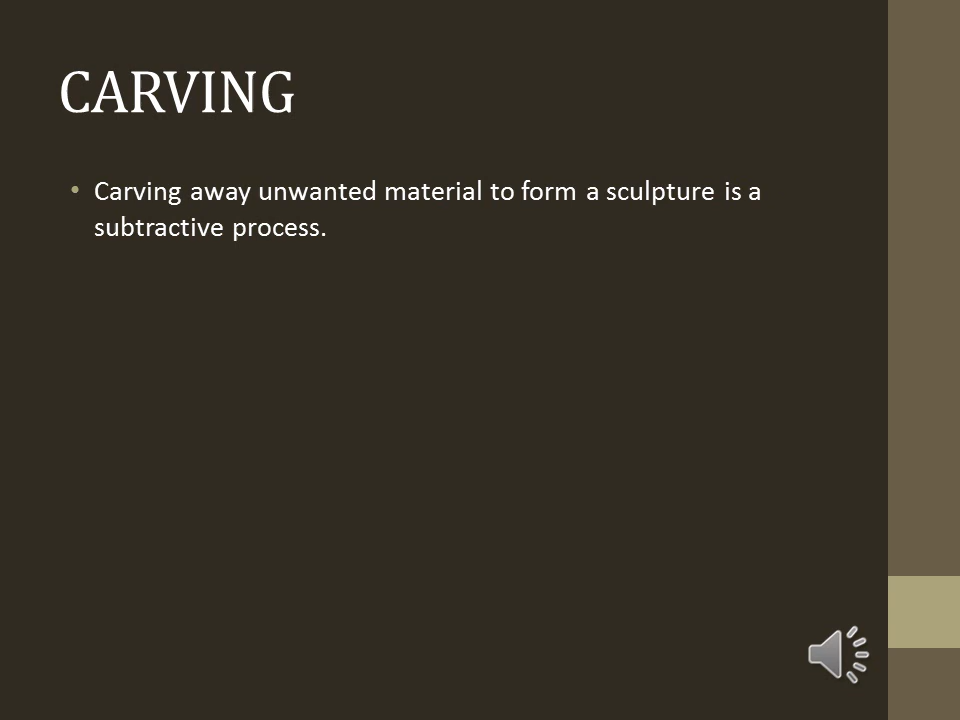 CARVING
• Carving away unwanted material to form a sculpture is a
subtractive process.